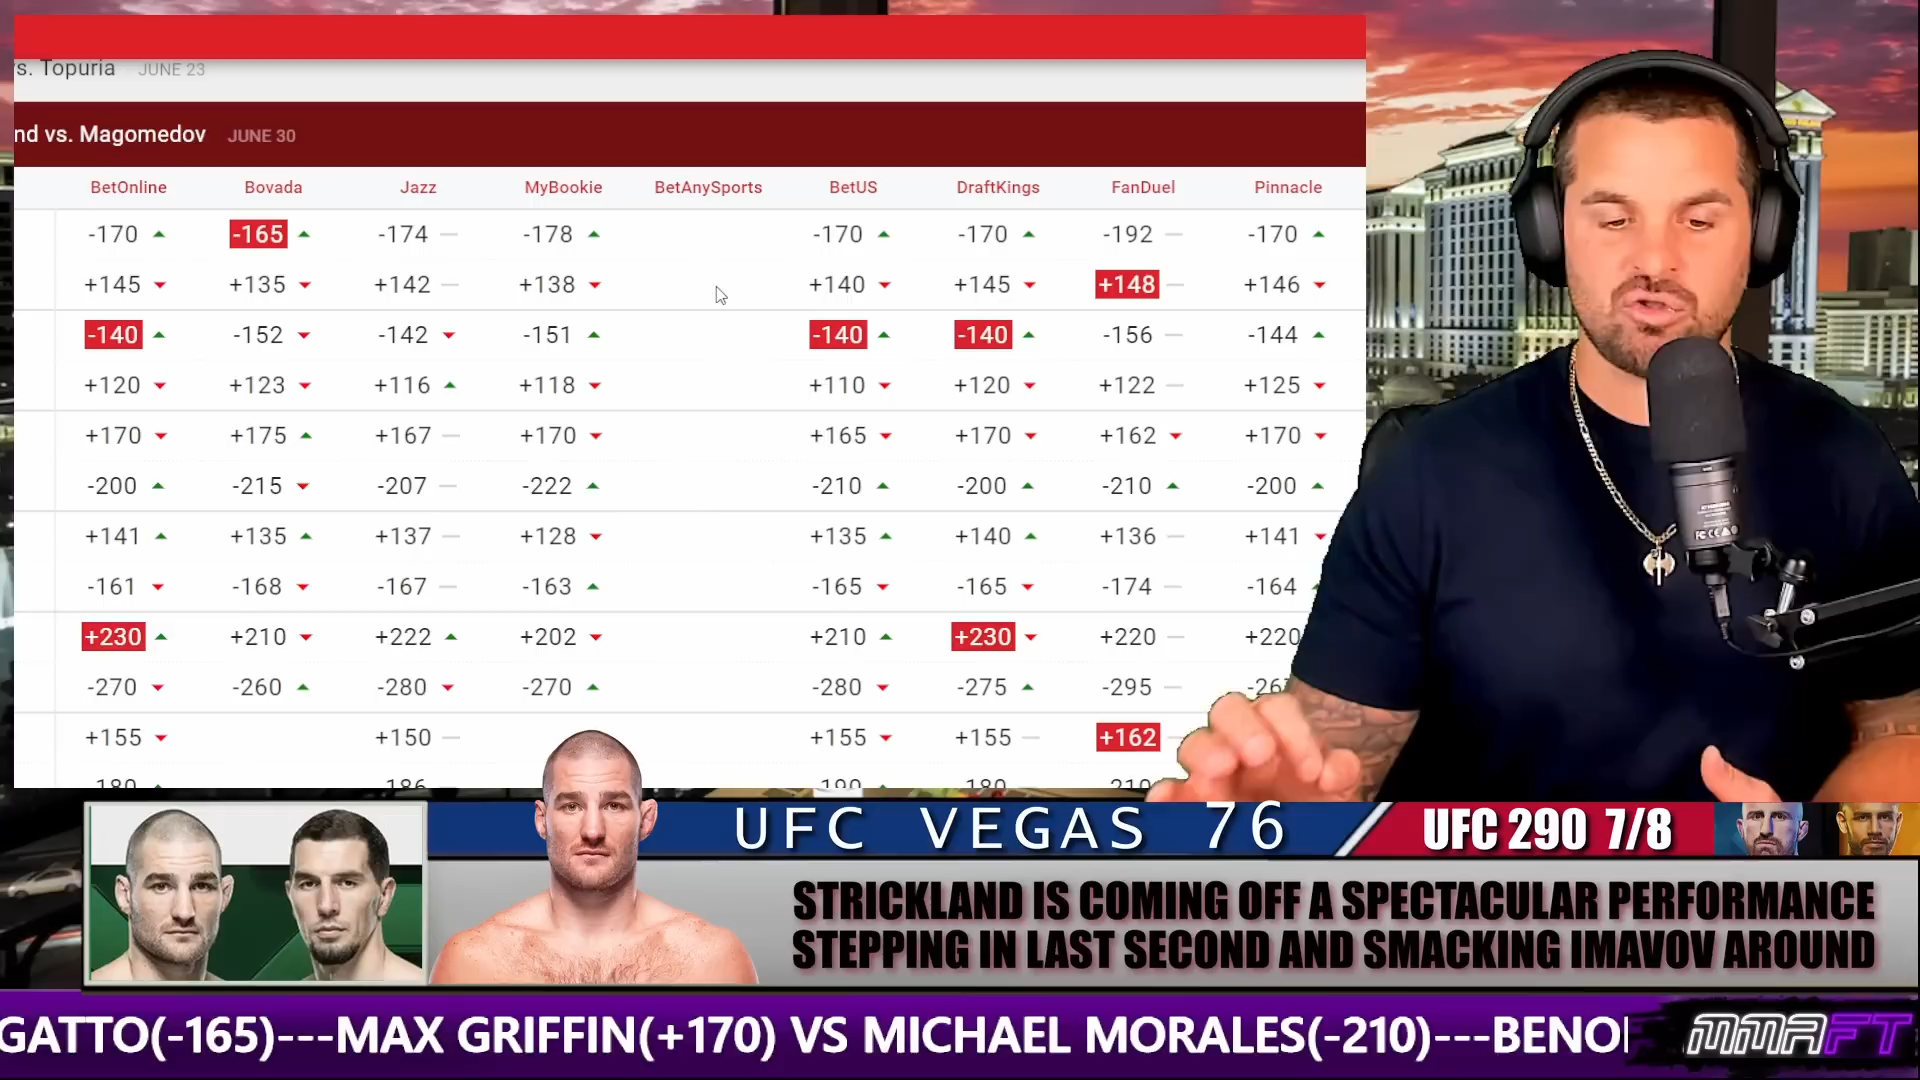 s. Topuria JUNE 23
nd vs. Magomedov JUNE 30
BetOnline Bovada Jazz MyBookie BetAnySports BetUS DraftKings FanDuel Pinnacle
-170 -165 -174 -178 -170 -170 -192 -170
+145 +135 +142 +138 +140 +145 +148 +146
-140 -152 -142 -151 -140 -140 -156 -144
+120 +123 +116 +118 +110 +120 +122 +125
+170 +175 +167 +170 +165 +170 +162 +170
-200 -215 -207 -222 -210 -200 -210 -200
+141 +135 +137 +128 +135 +140 +136 +141
-161 -168 -167 -163 -165 -165 -174 -164
+230 +210 +222 +202 +210 +230 +220 +220
-270 -260 -280 -270 -280 -275 -295
+155 +150 +155 +155 +162
UFC VEGAS 76
UFC 290 7/8
STRICKLAND IS COMING OFF A SPECTACULAR PERFORMANCE
STEPPING IN LAST SECOND AND SMACKING IMAVOV AROUND
GATTO(-165)---MAX GRIFFIN(+170) VS MICHAEL MORALES(-210)---BENO
MMAFT